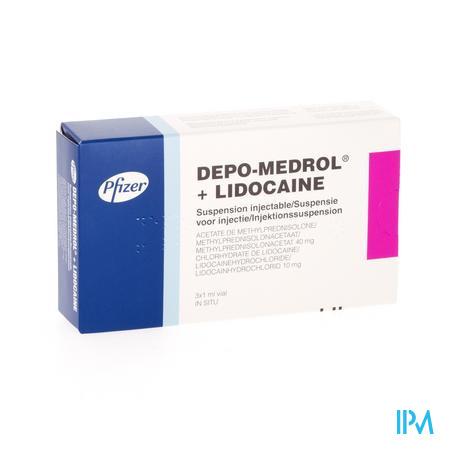 Pfizer
DEPO-MEDROL® + LIDOCAINE
DEPO-MEDROL®
+ LIDOCAINE
Suspension injectable/Suspensie
voor injectie/Injektionssuspension
ACETATE DE METHYLPREDNISOLONE/
METHYLPREDNISOLONACETAAT/
METHYLPREDNISOLONACETAT 40 mg
CHLORHYDRATE DE LIDOCAINE/
LIDOCAINEHYDROCHLORIDE/
LIDOCAINHYDROCHLORID 10 mg
3x1 ml vial
IN SITU
IPM